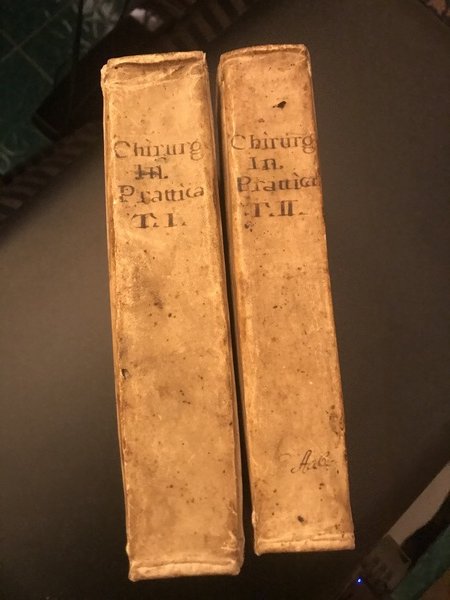 Chirurg
In.
Prattica
T. I.
Chirurg
In.
Prattica
T. II.